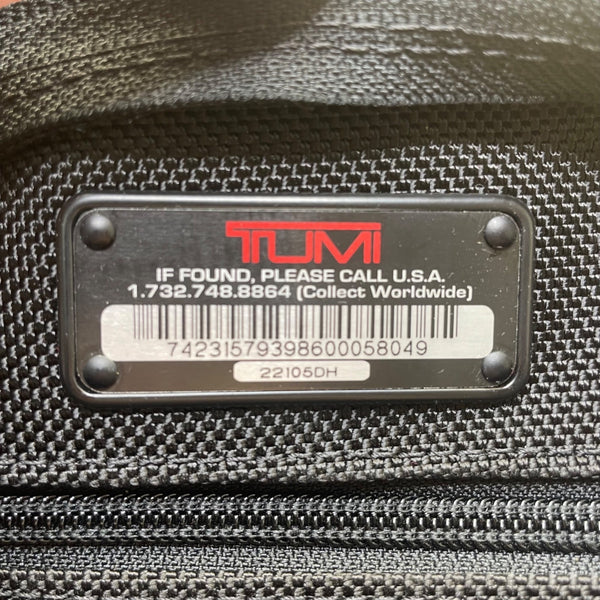 TUMI
IF FOUND, PLEASE CALL U.S.A.
1.732.748.8864 (Collect Worldwide)
74231579398600058049
22105DH